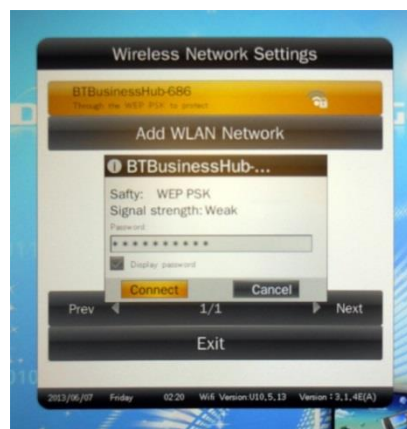 Wireless Network Settings
BTBusinessHub-686
Through the WEP PSK to protect
Add WLAN Network
BTBusinessHub-...
Safty: WEP PSK
Signal strength: Weak
Password
**********
Display password
Connect Cancel
Prev 1/1 Next
Exit
2013/06/07 Friday 02:20 Wifi Version:U10,5,13 Version : 3,1,4E(A)